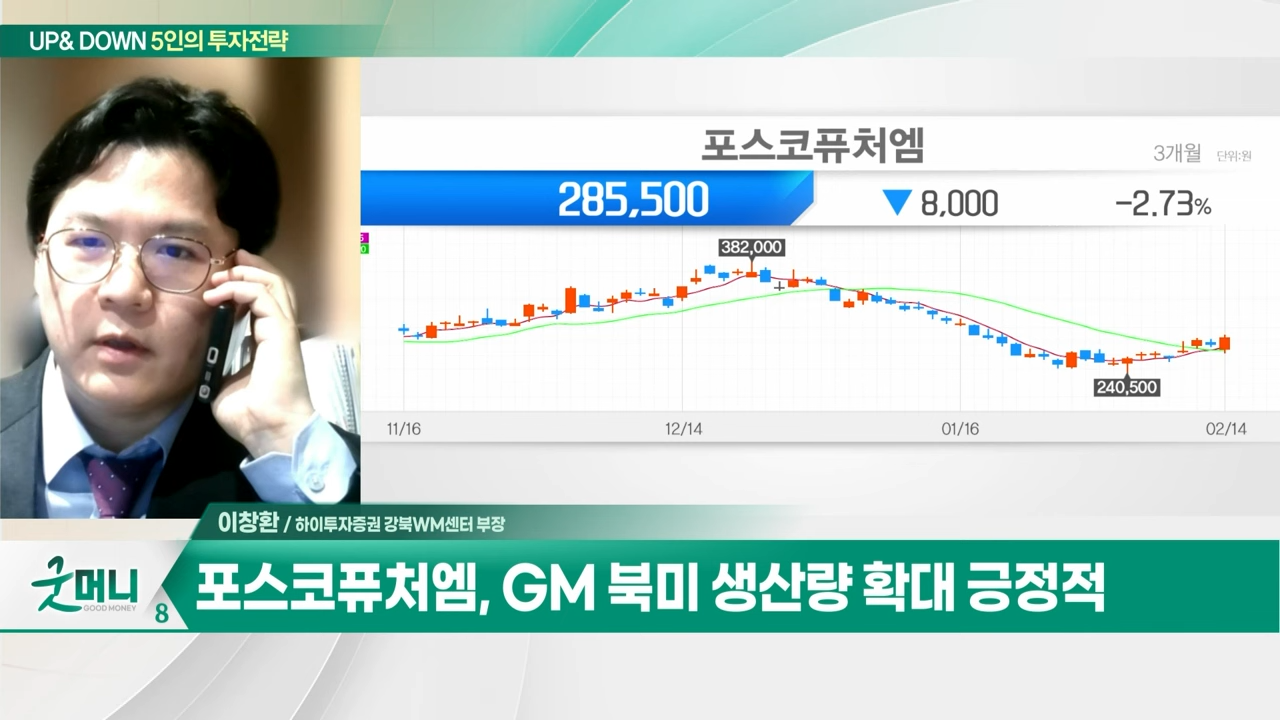 UP& DOWN 5인의 투자전략
포스코퓨처엠
3개월 단위:원
285,500 ▼ 8,000 -2.73%
382,000
240,500
11/16 12/14 01/16 02/14
이창환 / 하이투자증권 강북WM센터 부장
굿머니
GOOD MONEY
8
포스코퓨처엠, GM 북미 생산량 확대 긍정적